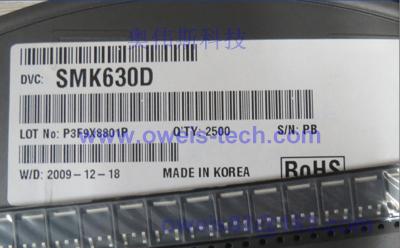 奥伟斯科技
DVC: SMK630D
LOT No: P3F9X8801P Q'TY: 2500 S/N: PB
www.oweis-tech.com
W/D: 2009-12-18 MADE IN KOREA RoHS